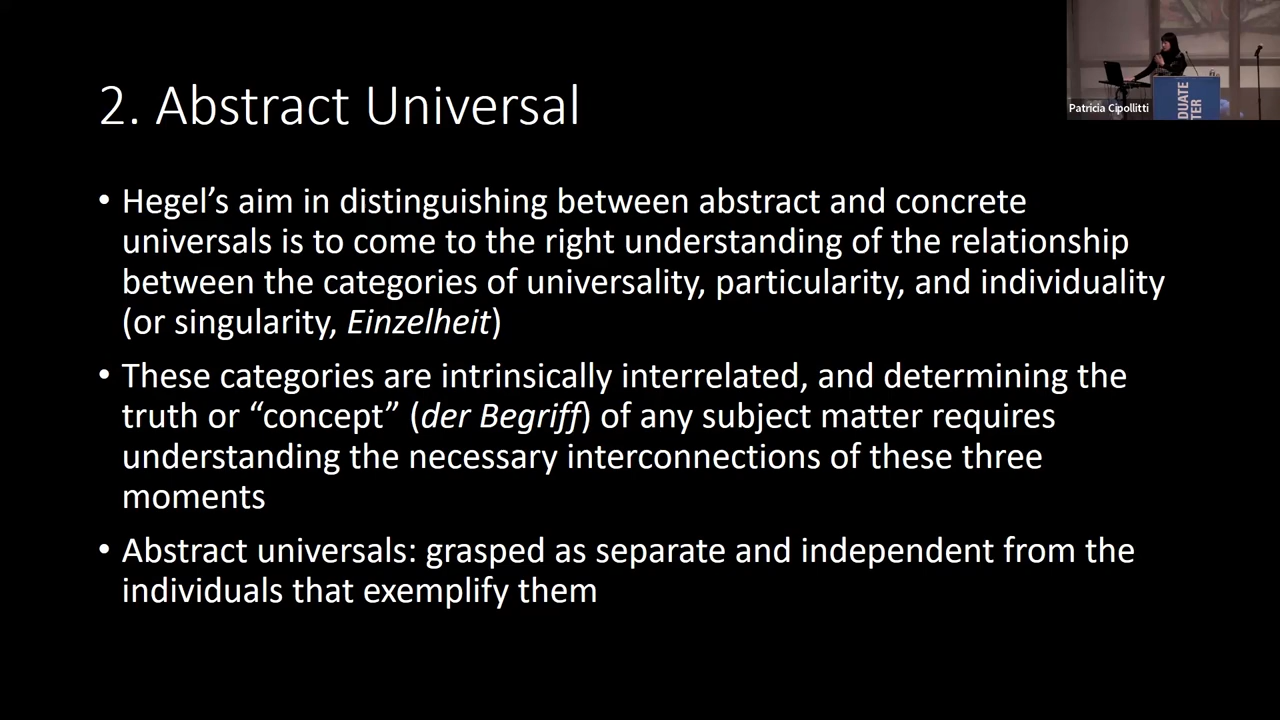 2. Abstract Universal
• Hegel’s aim in distinguishing between abstract and concrete
universals is to come to the right understanding of the relationship
between the categories of universality, particularity, and individuality
(or singularity, Einzelheit)
• These categories are intrinsically interrelated, and determining the
truth or “concept” (der Begriff) of any subject matter requires
understanding the necessary interconnections of these three
moments
• Abstract universals: grasped as separate and independent from the
individuals that exemplify them
Patricia Cipollitti
DUATE
TER